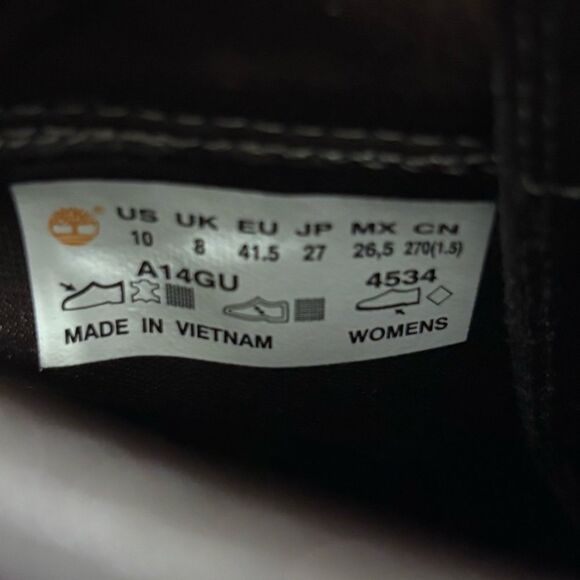 US UK EU JP MX CN
10 8 41.5 27 26,5 270(1.5)
A14GU 4534
MADE IN VIETNAM WOMENS